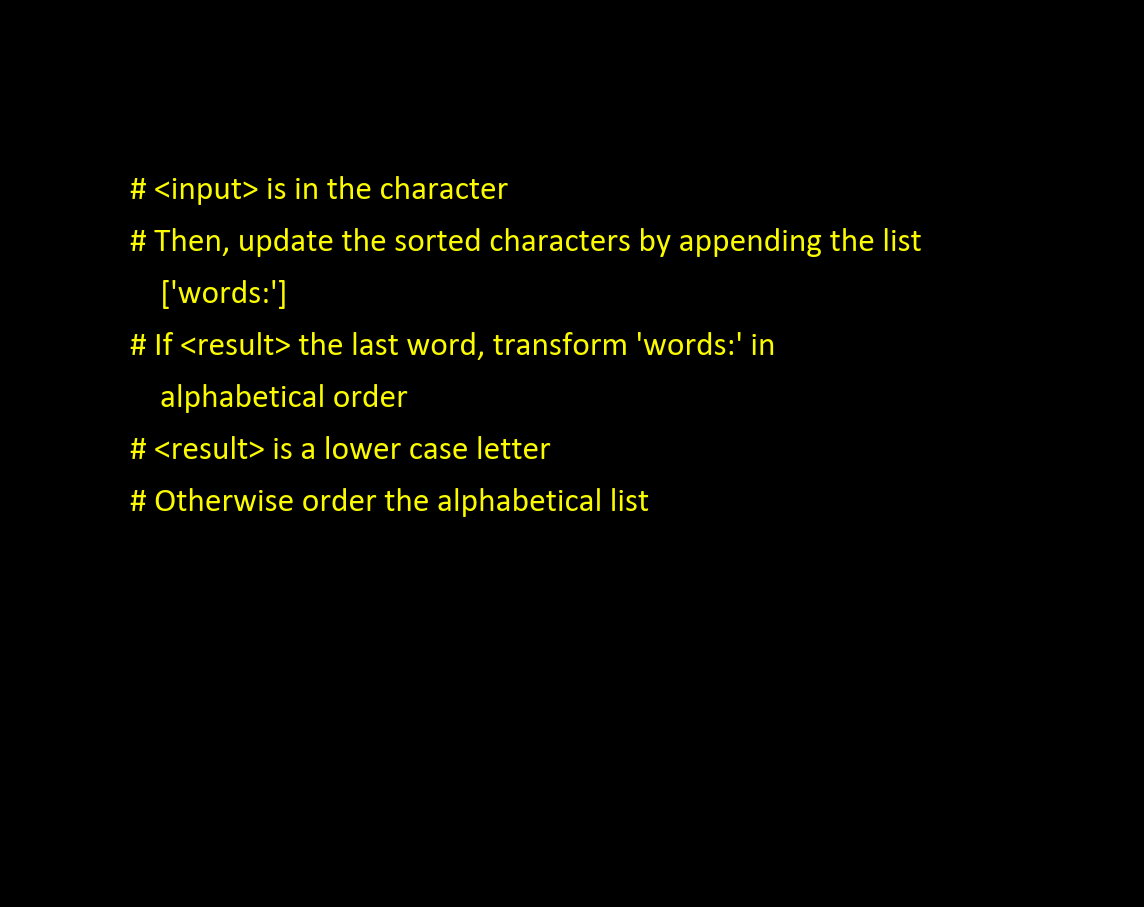 # <input> is in the character
# Then, update the sorted characters by appending the list
['words:']
# If <result> the last word, transform 'words:' in
alphabetical order
# <result> is a lower case letter
# Otherwise order the alphabetical list